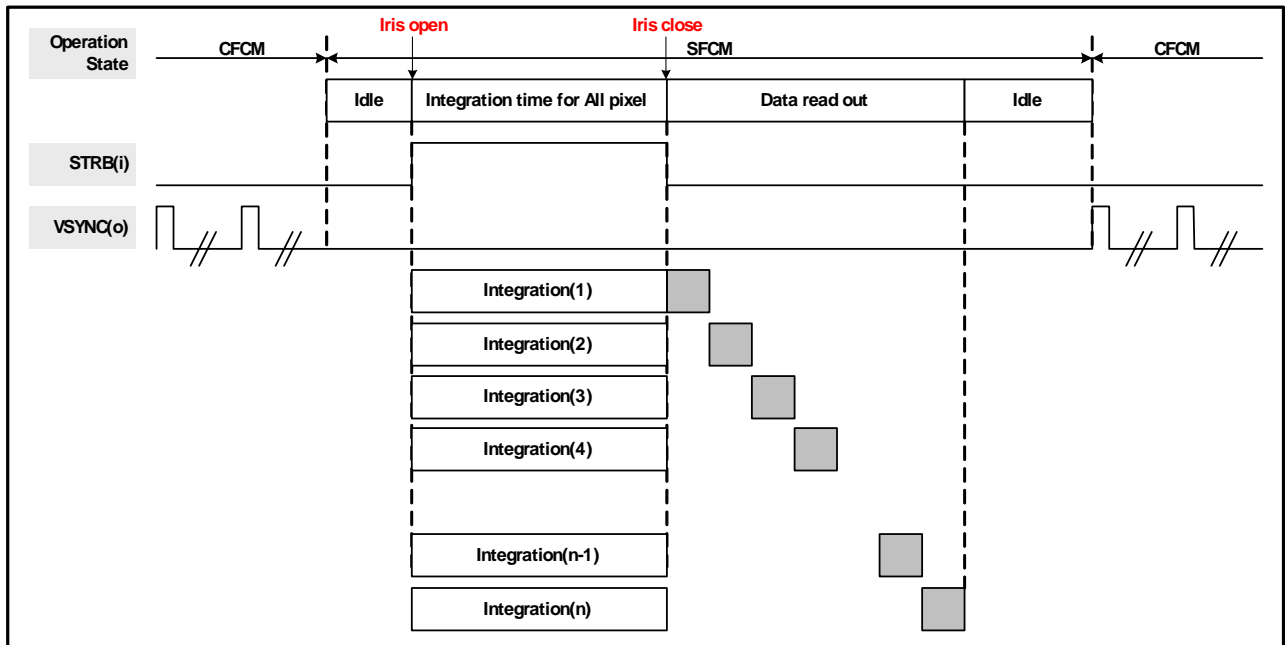 Iris open
Iris close
Operation
State
CFCM
SFCM
CFCM
Idle
Integration time for All pixel
Data read out
Idle
STRB(i)
VSYNC(o)
Integration(1)
Integration(2)
Integration(3)
Integration(4)
Integration(n-1)
Integration(n)